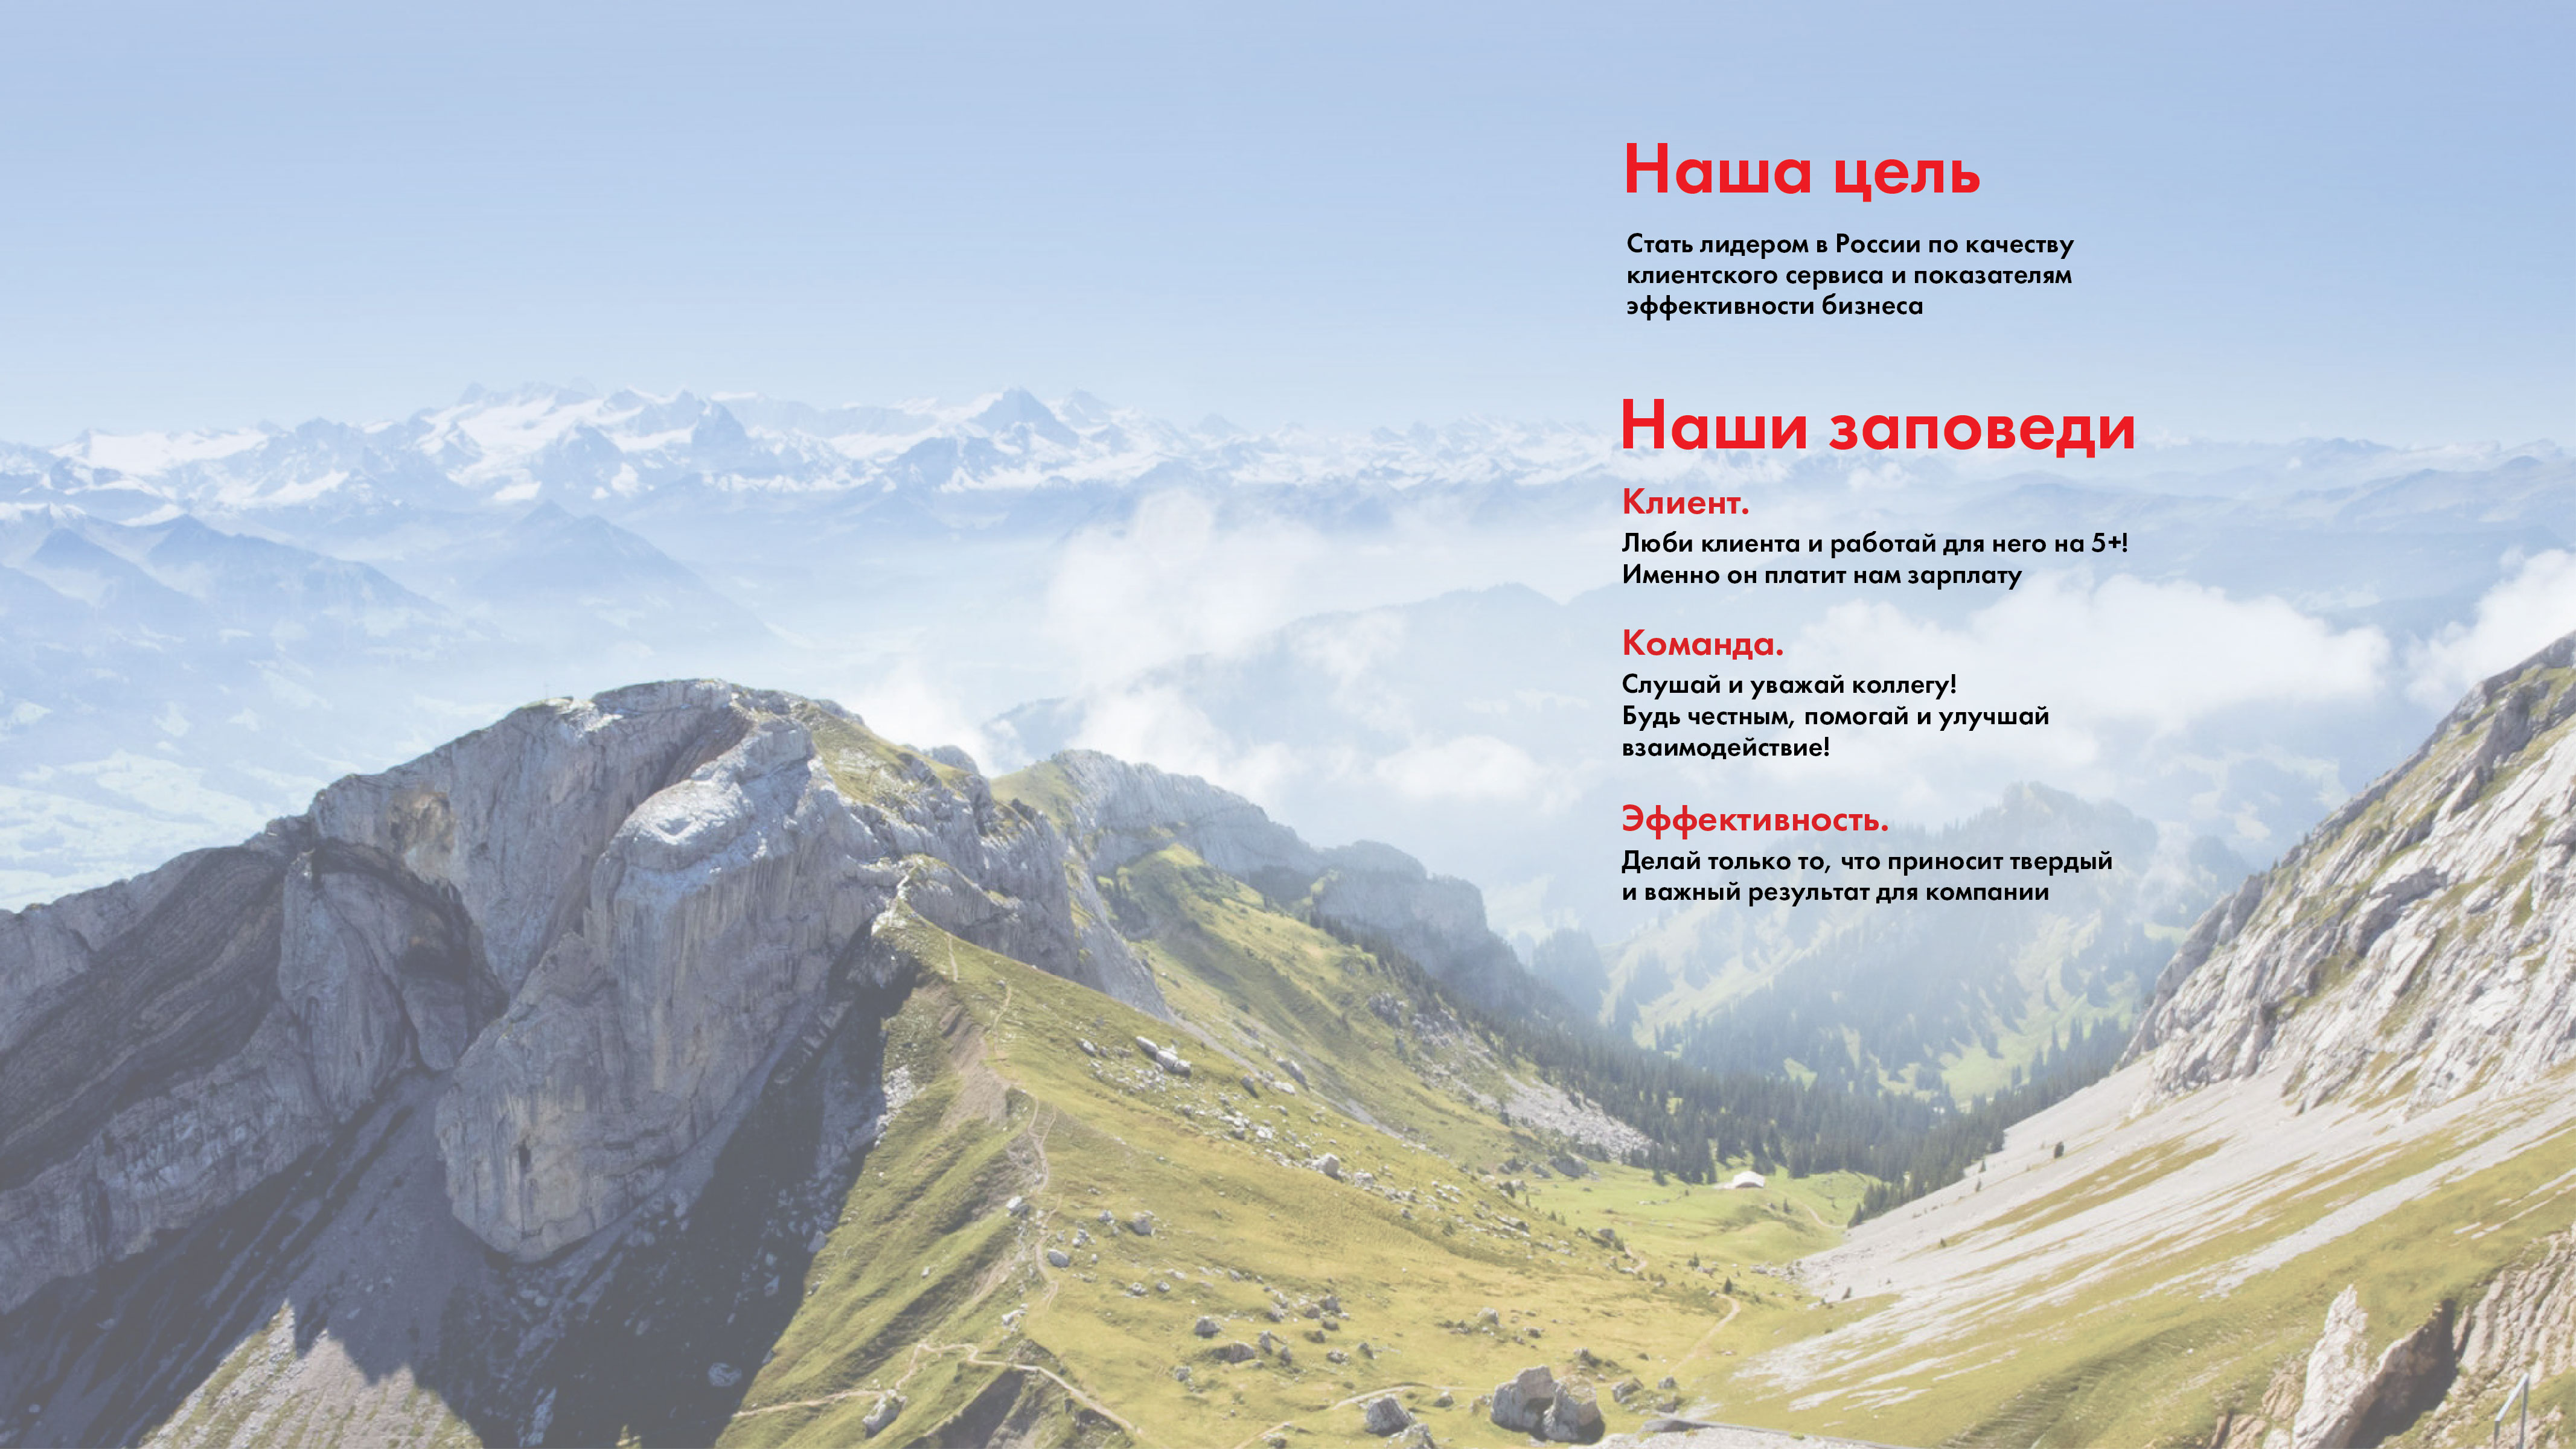 Наша цель
Стать лидером в России по качеству
клиентского сервиса и показателям
эффективности бизнеса
Наши заповеди
Клиент.
Люби клиента и работай для него на 5+!
Именно он платит нам зарплату
Команда.
Слушай и уважай коллегу!
Будь честным, помогай и улучшай
взаимодействие!
Эффективность.
Делай только то, что приносит твердый
и важный результат для компании